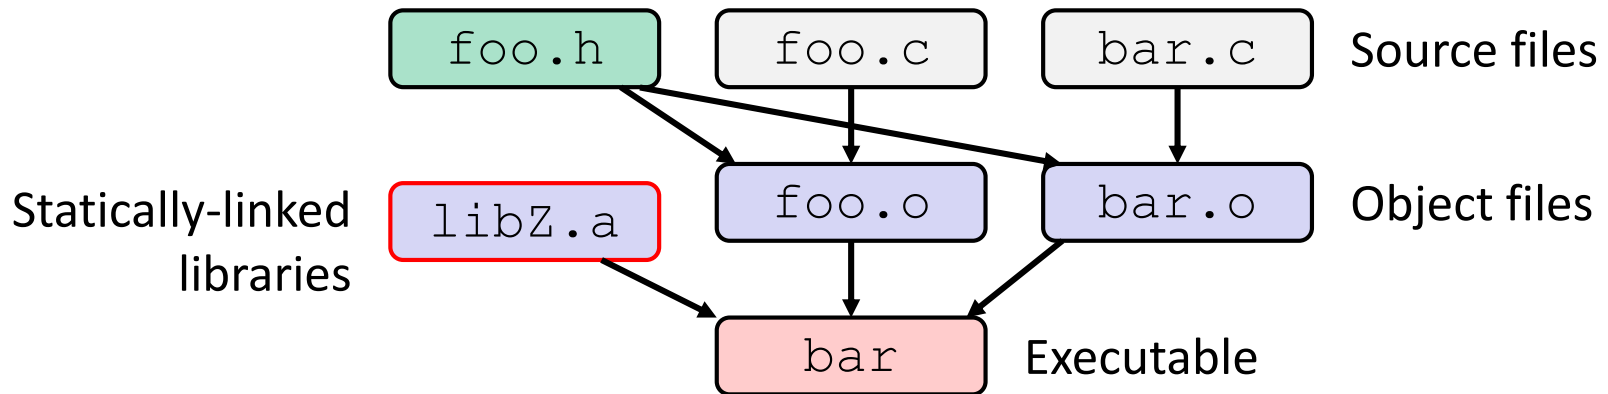 foo.h
foo.c
bar.c
Source files
Statically-linked
libraries
libZ.a
foo.o
bar.o
Object files
bar
Executable